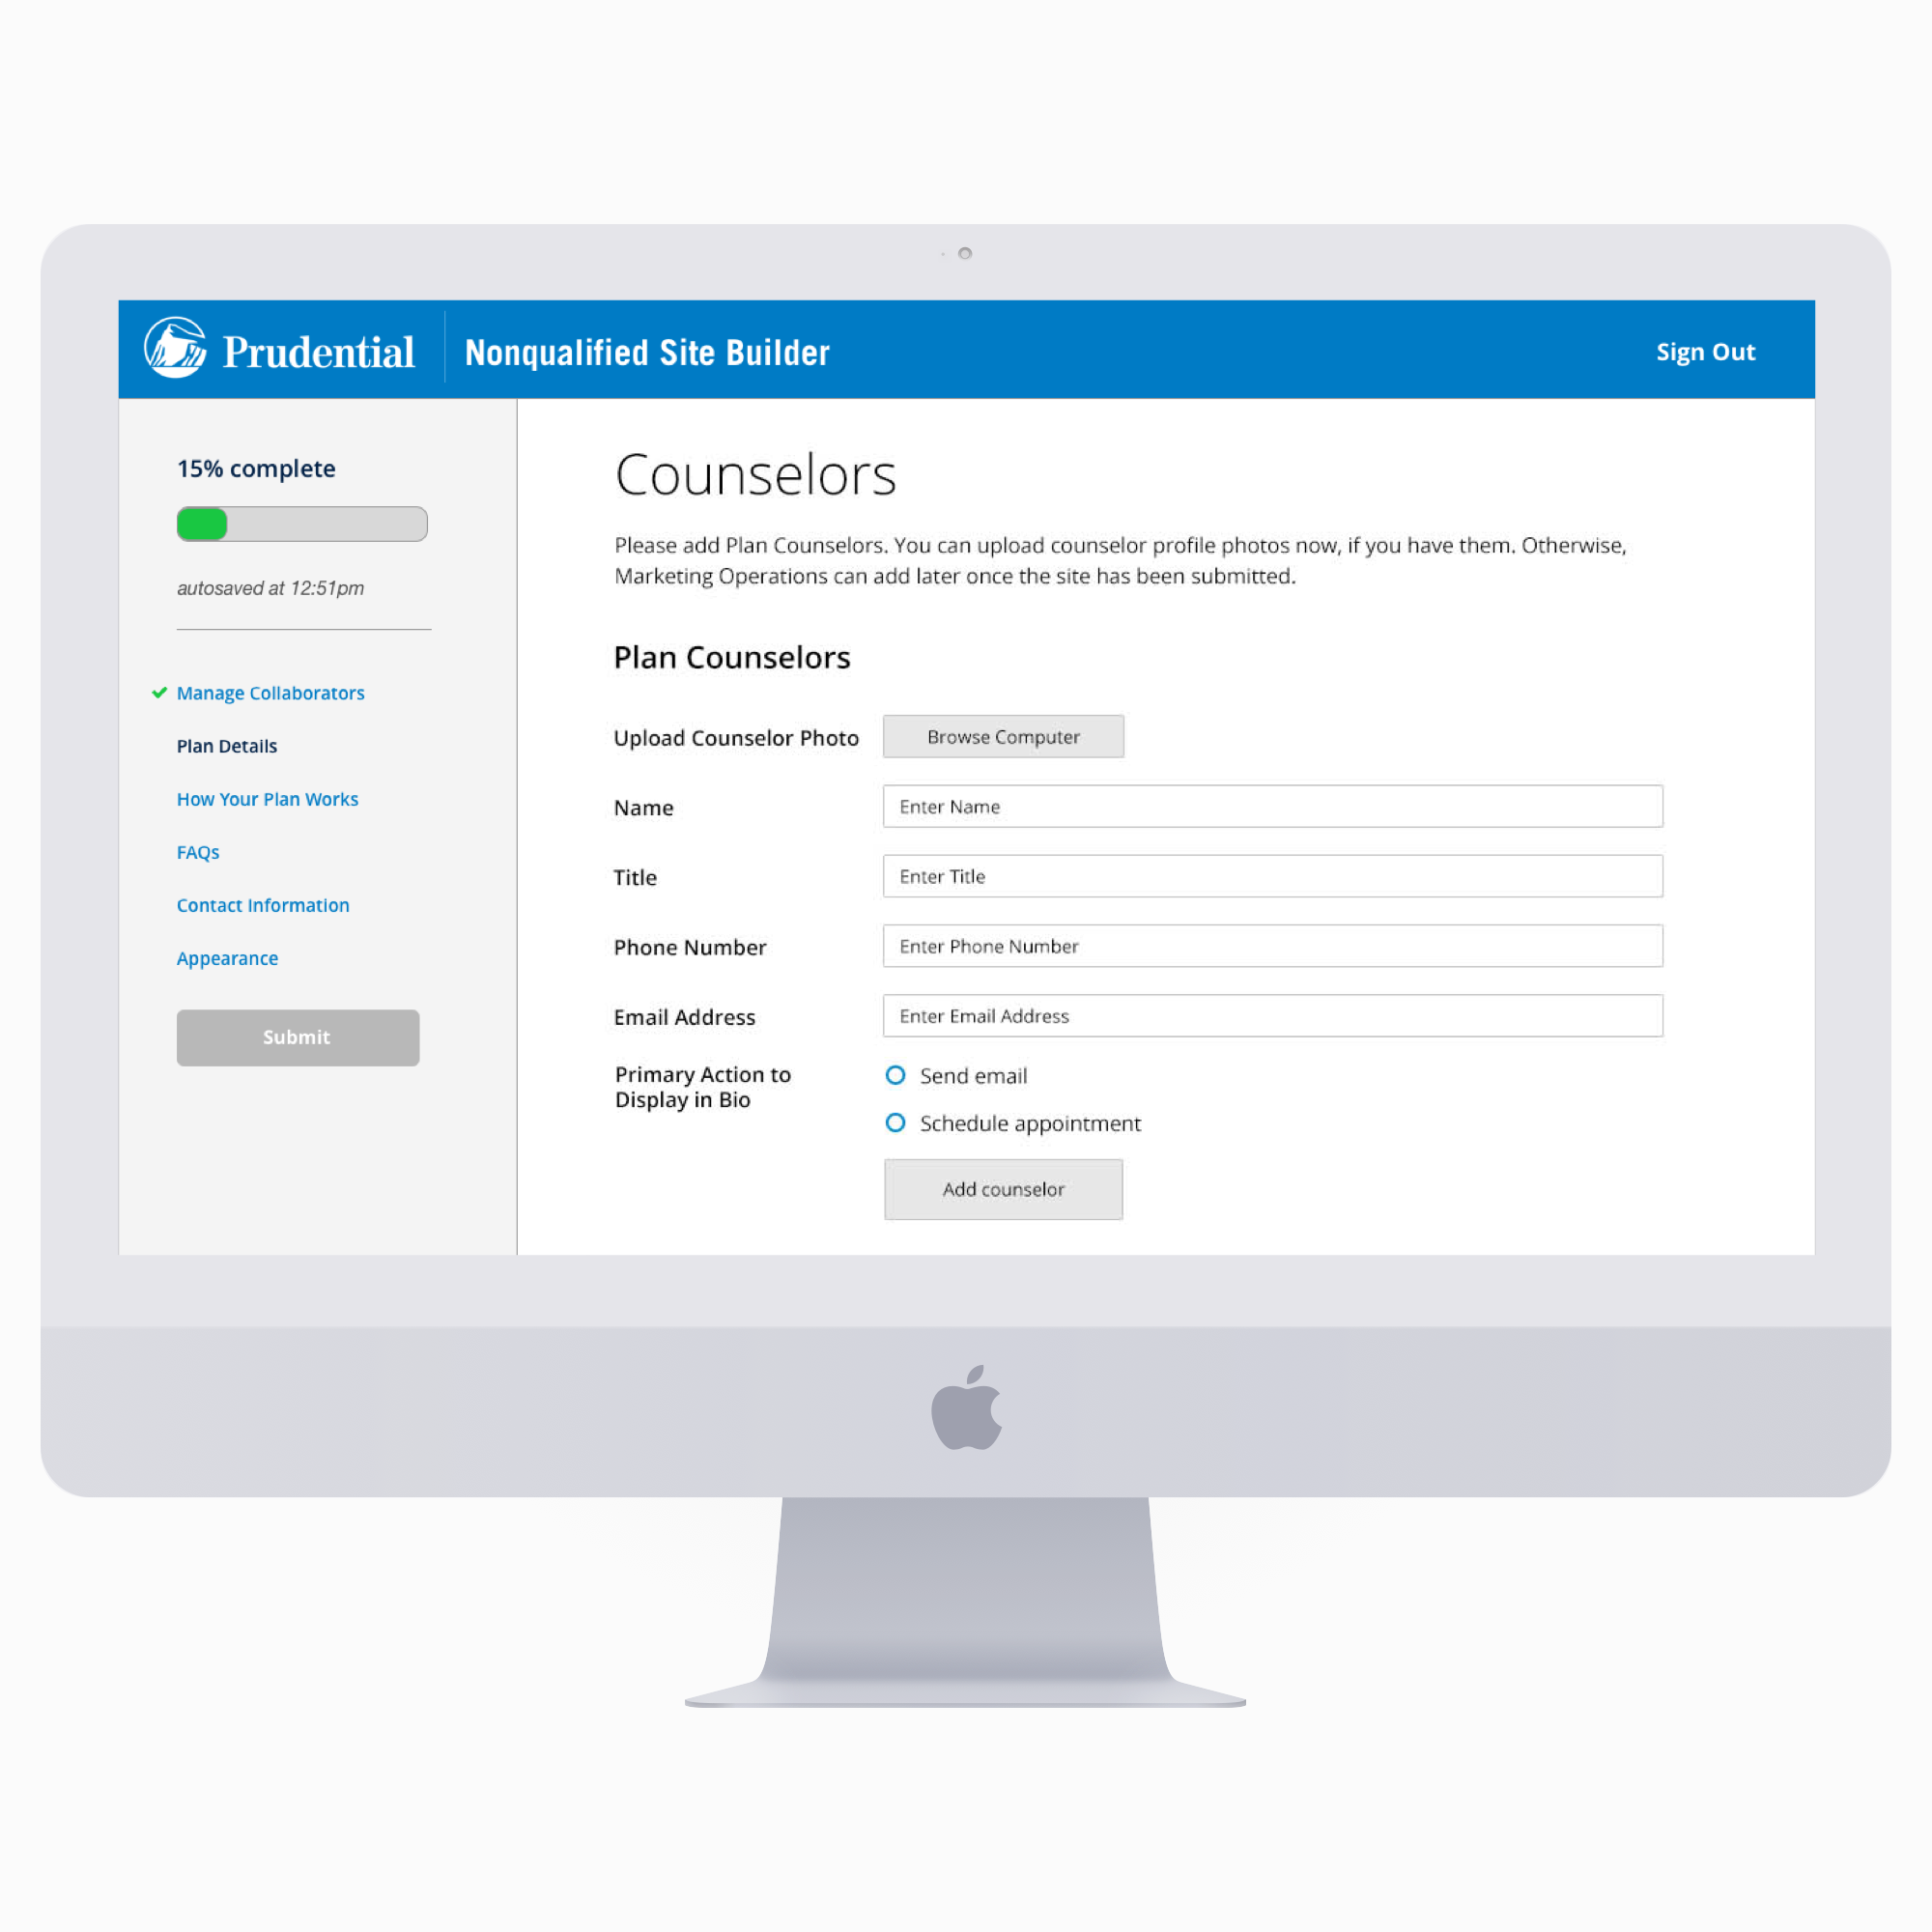 Prudential
Nonqualified Site Builder
Sign Out
15% complete
autosaved at 12:51pm
Manage Collaborators
Plan Details
How Your Plan Works
FAQs
Contact Information
Appearance
Submit
Counselors
Please add Plan Counselors. You can upload counselor profile photos now, if you have them. Otherwise,
Marketing Operations can add later once the site has been submitted.
Plan Counselors
Upload Counselor Photo
Browse Computer
Name
Enter Name
Title
Enter Title
Phone Number
Enter Phone Number
Email Address
Enter Email Address
Primary Action to
Display in Bio
Send email
Schedule appointment
Add counselor